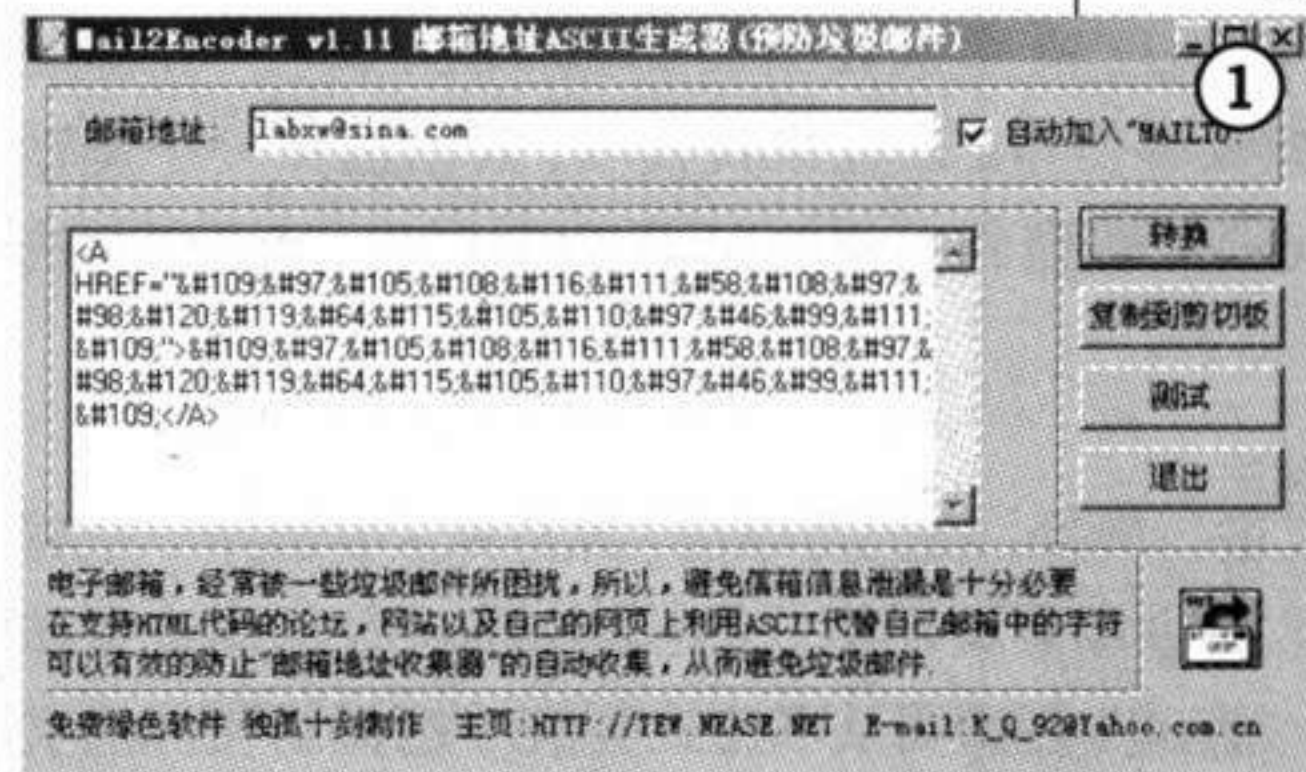 Mail2Encoder v1.11 邮箱地址ASCII生成器(预防垃圾邮件)
1
邮箱地址: labxw@sina.com 自动加入"MAILTO:"
<A
HREF="&#109;&#97;&#105;&#108;&#116;&#111;&#58;&#108;&#97;&
#98;&#120;&#119;&#64;&#115;&#105;&#110;&#97;&#46;&#99;&#111;
&#109;">&#109;&#97;&#105;&#108;&#116;&#111;&#58;&#108;&#97;&
#98;&#120;&#119;&#64;&#115;&#105;&#110;&#97;&#46;&#99;&#111;
&#109;</A>
转换
复制到剪切板
测试
退出
电子邮箱，经常被一些垃圾邮件所困扰，所以，避免信箱信息泄漏是十分必要
在支持HTML代码的论坛，网站以及自己的网页上利用ASCII代替自己邮箱中的字符
可以有效的防止"邮箱地址收集器"的自动收集，从而避免垃圾邮件.
免费绿色软件 独孤十刻制作 主页:HTTP://TEW.NEASE.NET E-mail:K_Q_92@Yahoo.com.cn